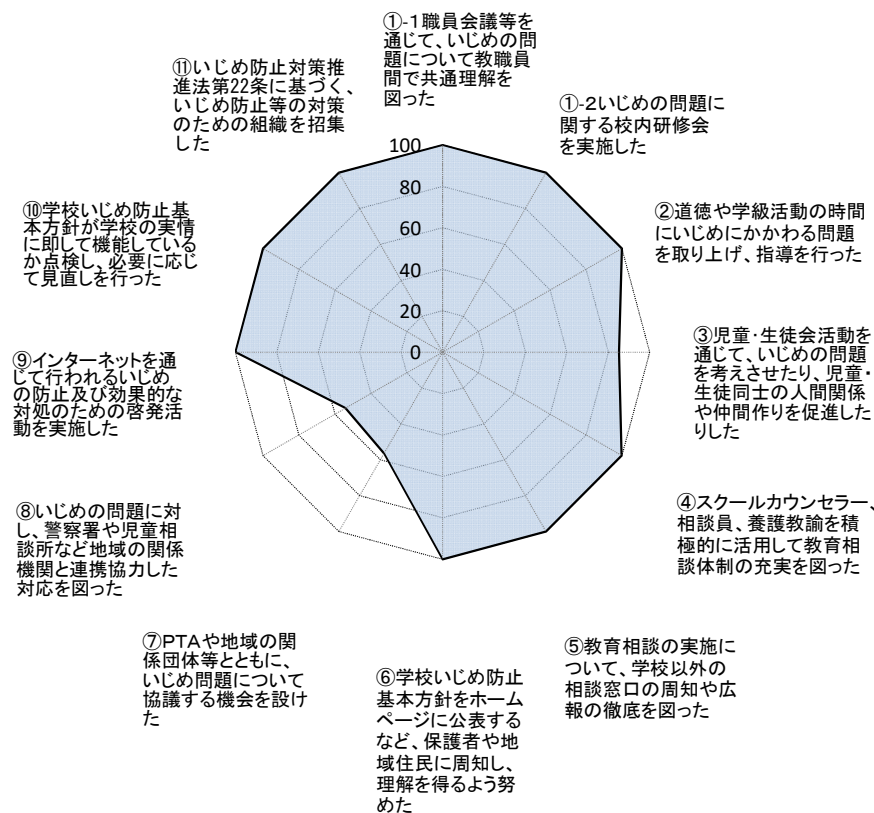 ①-1職員会議等を
通じて、いじめの問
題について教職員
間で共通理解を
図った
①-2いじめの問題に
関する校内研修会
を実施した
②道徳や学級活動の時間
にいじめにかかわる問題
を取り上げ、指導を行った
③児童・生徒会活動を
通じて、いじめの問題
を考えさせたり、児童・
生徒同士の人間関係
や仲間作りを促進した
りした
④スクールカウンセラー、
相談員、養護教諭を積
極的に活用して教育相
談体制の充実を図った
⑤教育相談の実施に
ついて、学校以外の
相談窓口の周知や広
報の徹底を図った
⑥学校いじめ防止
基本方針をホーム
ページに公表する
など、保護者や地
域住民に周知し、
理解を得るよう努
めた
⑦PTAや地域の関
係団体等とともに、
いじめ問題について
協議する機会を設け
た
⑧いじめの問題に対
し、警察署や児童相
談所など地域の関係
機関と連携協力した
対応を図った
⑨インターネットを通
じて行われるいじめ
の防止及び効果的な
対処のための啓発活
動を実施した
⑩学校いじめ防止基
本方針が学校の実情
に即して機能している
か点検し、必要に応じ
て見直しを行った
⑪いじめ防止対策推
進法第22条に基づく、
いじめ防止等の対策
のための組織を招集
した
100
80
60
40
20
0